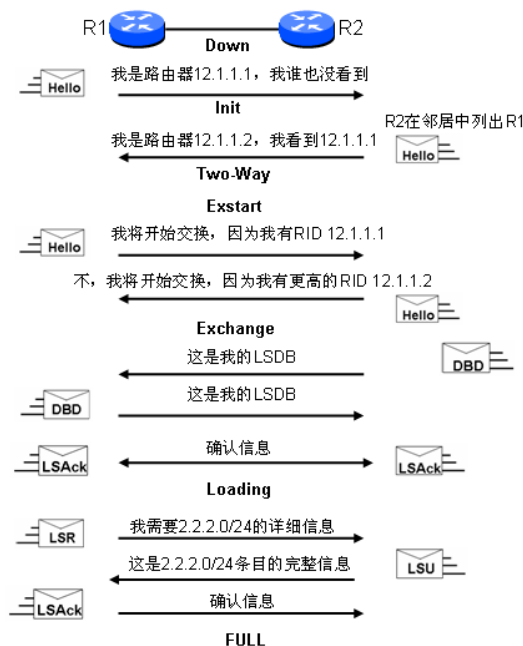 R1
R2
Down
我是路由器12.1.1.1，我谁也没看到
Hello
Init
R2在邻居中列出R1
我是路由器12.1.1.2，我看到12.1.1.1
Hello
Two-Way
Exstart
我将开始交换，因为我有RID 12.1.1.1
Hello
不，我将开始交换，因为我有更高的RID 12.1.1.2
Hello
Exchange
这是我的LSDB
DBD
这是我的LSDB
DBD
确认信息
LSAck
LSAck
Loading
我需要2.2.2.0/24的详细信息
LSR
这是2.2.2.0/24条目的完整信息
LSU
确认信息
LSAck
FULL